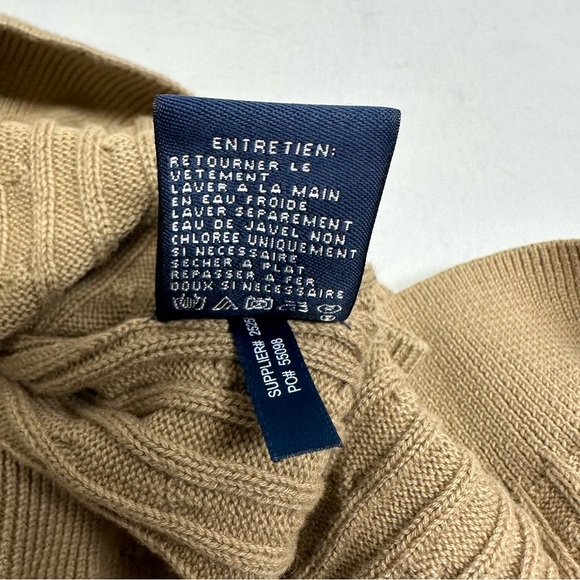 ENTRETIEN:
RETOURNER LE
VETEMENT
LAVER A LA MAIN
EN EAU FROIDE
LAVER SEPAREMENT
EAU DE JAVEL NON
CHLOREE UNIQUEMENT
SI NECESSAIRE
SECHER A PLAT
REPASSER A FER
DOUX SI NECESSAIRE
SUPPLIER#
PO# 55098